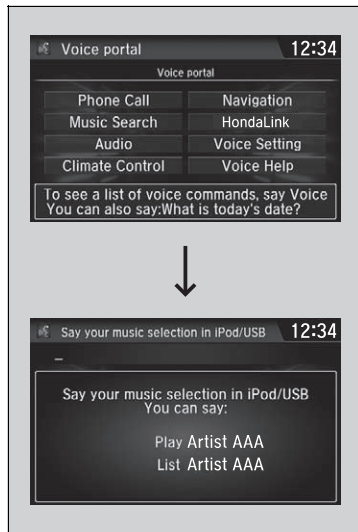 Voice portal 12:34
Voice portal
Phone Call Navigation
Music Search HondaLink
Audio Voice Setting
Climate Control Voice Help
To see a list of voice commands, say Voice
You can also say:What is today's date?
Say your music selection in iPod/USB 12:34
–
Say your music selection in iPod/USB
You can say:
Play Artist AAA
List Artist AAA